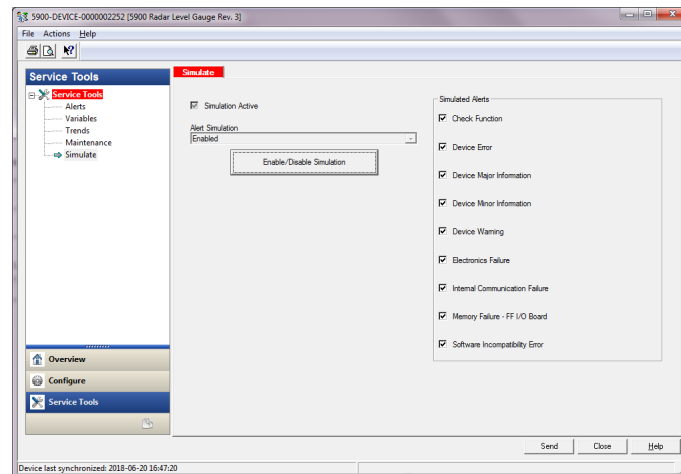 5900-DEVICE-0000002252 [5900 Radar Level Gauge Rev. 3]
File Actions Help
Service Tools
Service Tools
Alerts
Variables
Trends
Maintenance
Simulate
Overview
Configure
Service Tools
Simulate
Simulation Active
Alert Simulation
Enabled
Enable/Disable Simulation
Simulated Alerts
Check Function
Device Error
Device Major Information
Device Minor Information
Device Warning
Electronics Failure
Internal Communication Failure
Memory Failure - FF I/O Board
Software Incompatibility Error
Send Close Help
Device last synchronized: 2018-06-20 16:47:20